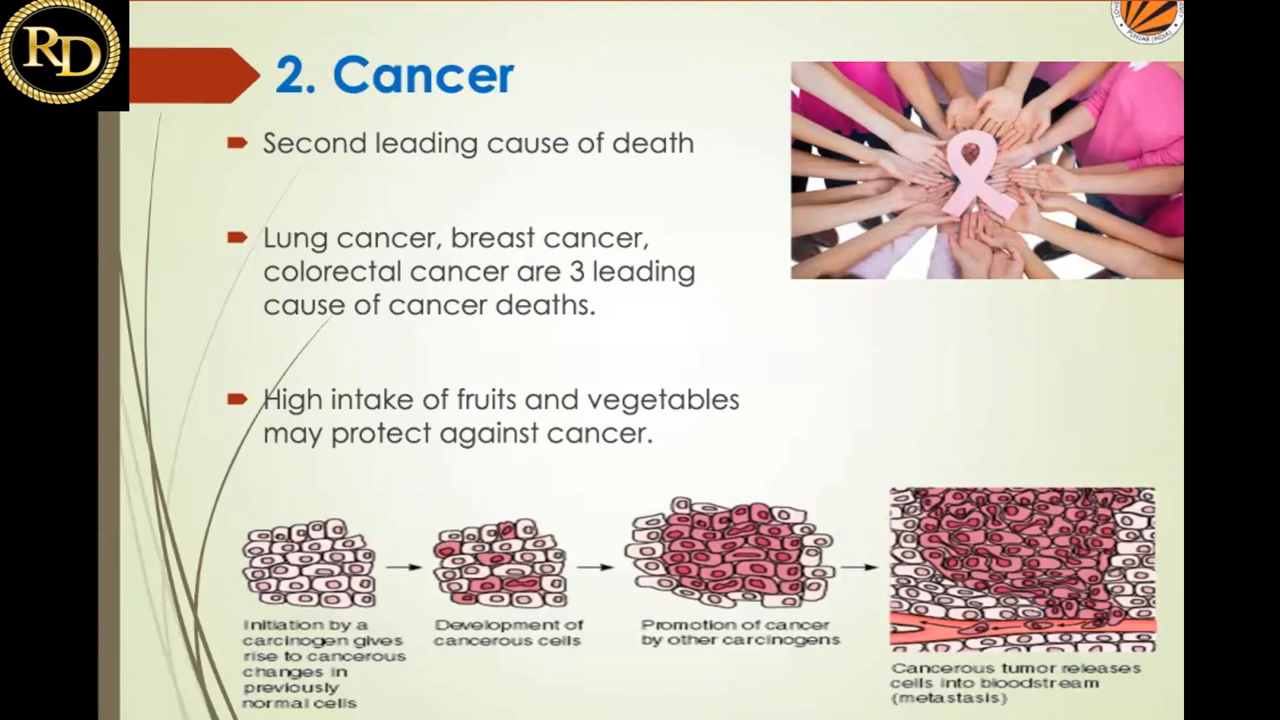 RD
2. Cancer
Second leading cause of death
Lung cancer, breast cancer,
colorectal cancer are 3 leading
cause of cancer deaths.
High intake of fruits and vegetables
may protect against cancer.
Initiation by a
carcinogen gives
rise to cancerous
changes in
previously
normal cells
Development of
cancerous cells
Promotion of cancer
by other carcinogens
Cancerous tumor releases
cells into bloodstream
(metastasis)
PUNJAB (INDIA)